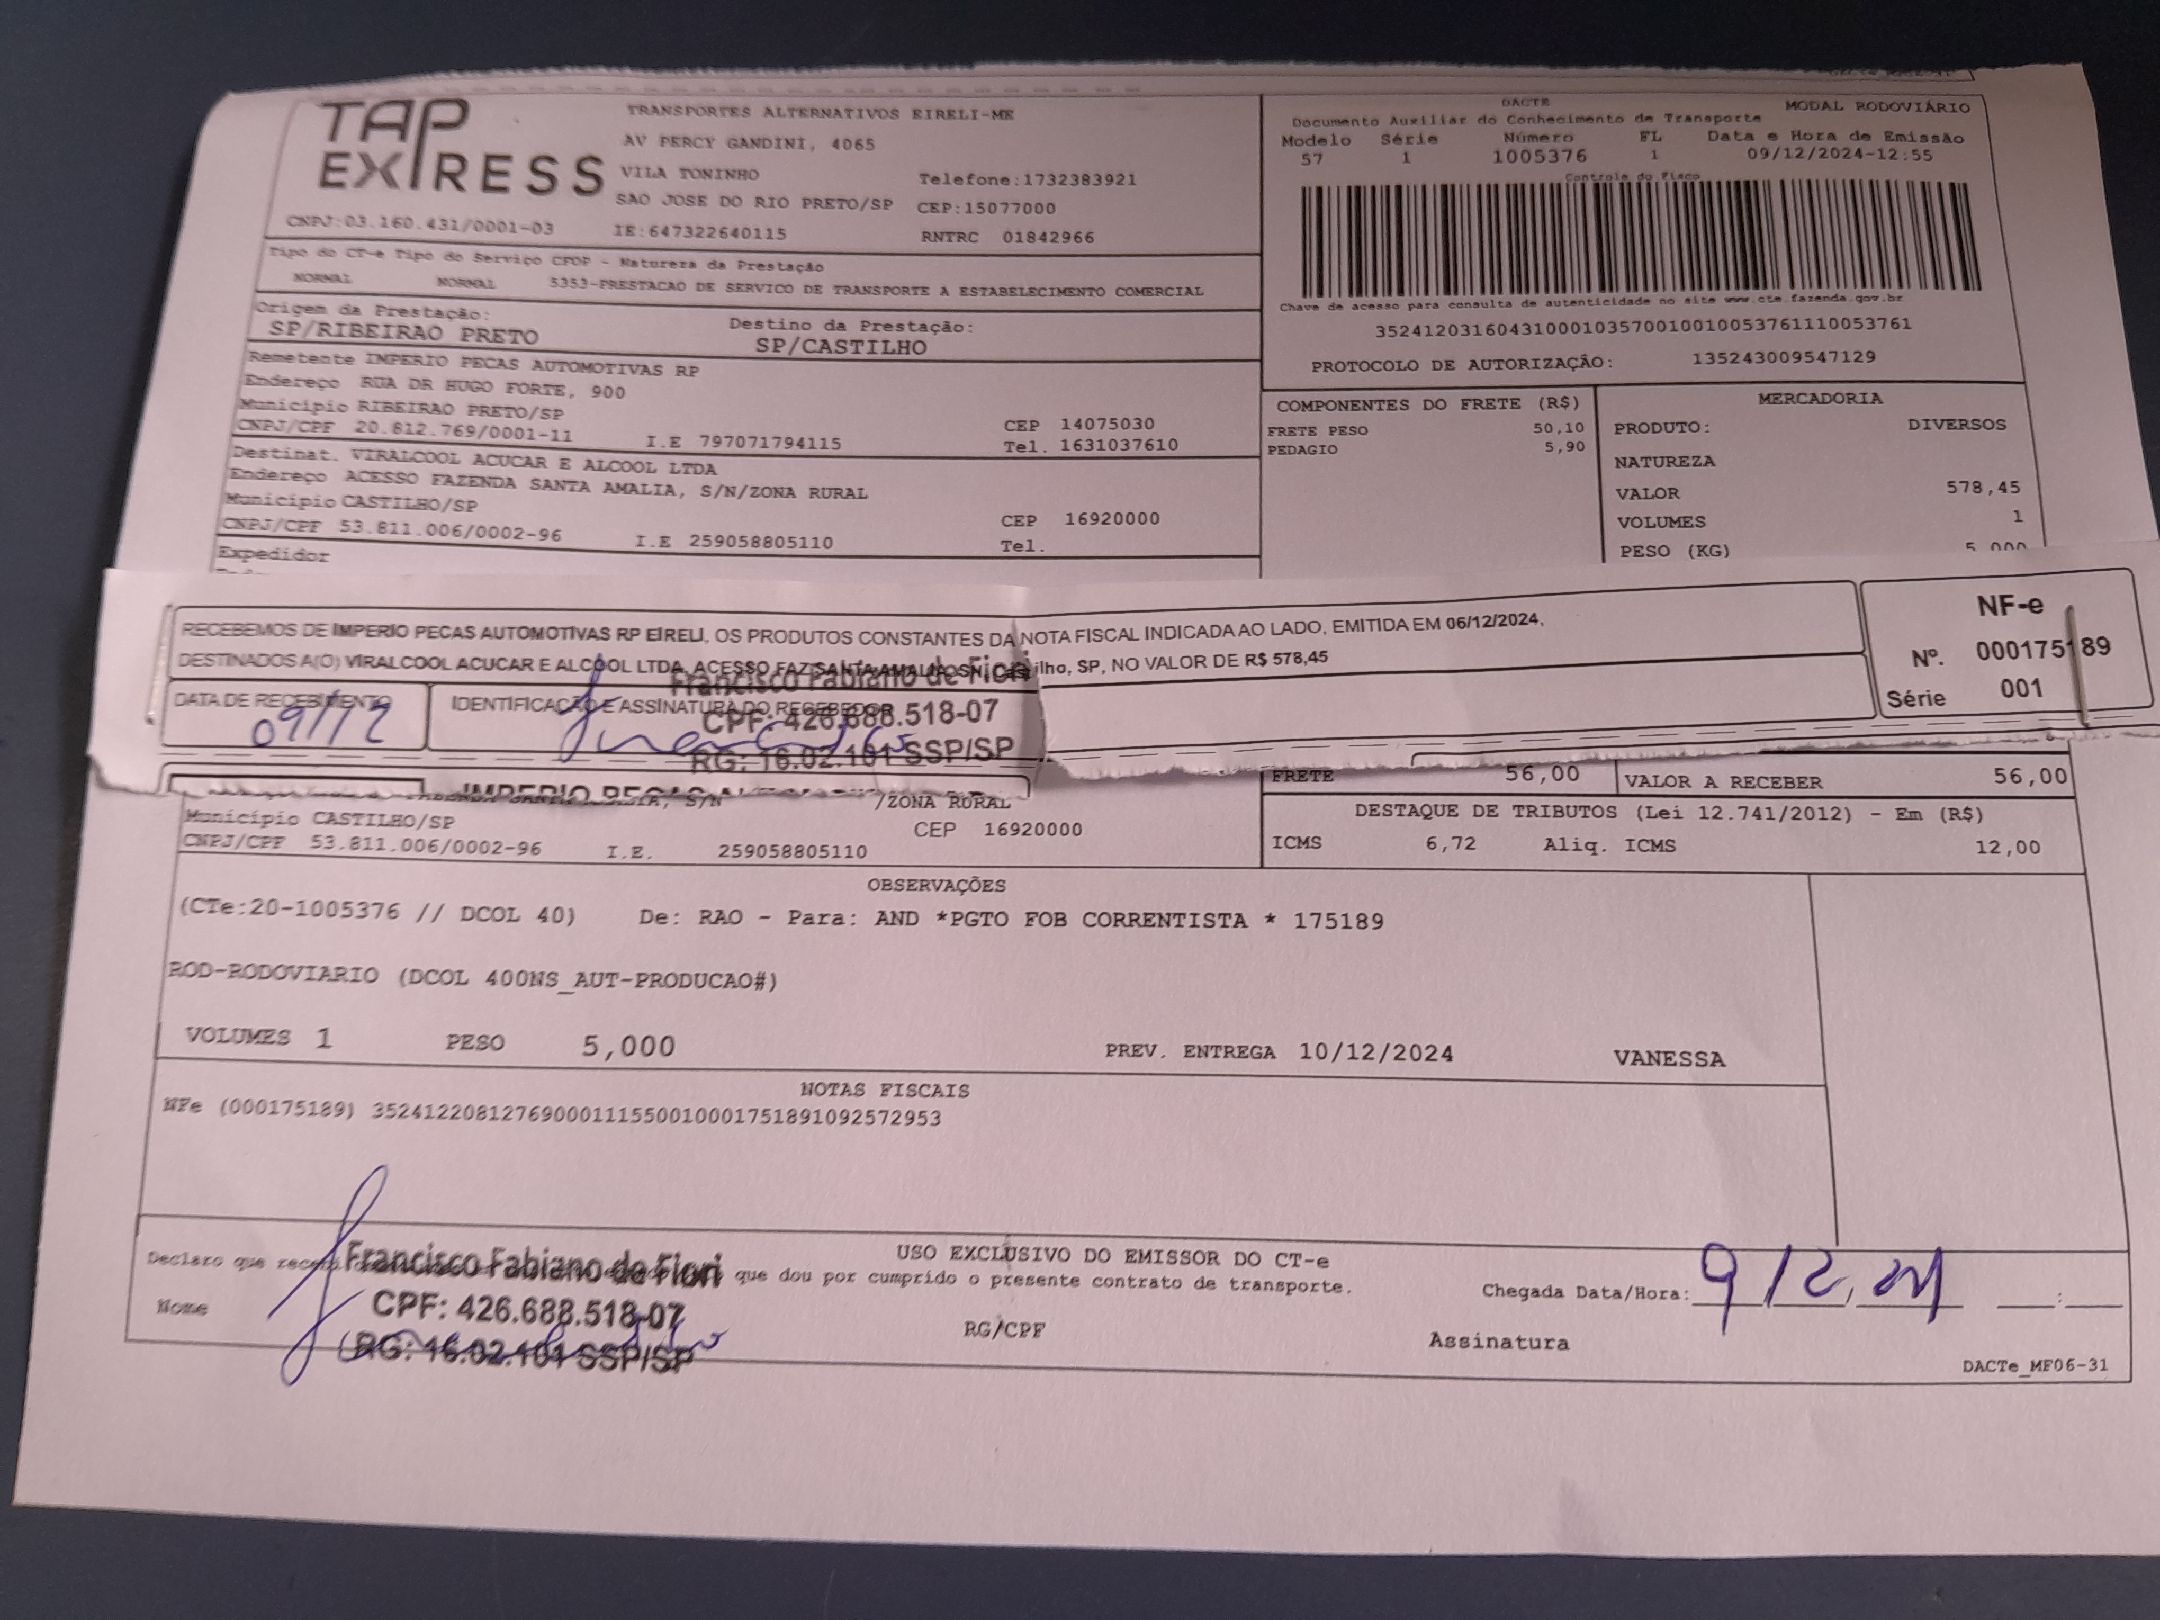 TAP EXPRESS
TRANSPORTES ALTERNATIVOS EIRELI-ME
AV PERCY GANDINI, 4065
VILA TONINHO
Telefone:1732383921
SAO JOSE DO RIO PRETO/SP CEP:15077000
CNPJ:03.160.431/0001-03 IE:647322640115 RNTRC 01842966
DACTE MODAL RODOVIÁRIO
Documento Auxiliar do Conhecimento de Transporte
Modelo Série Número FL Data e Hora de Emissão
57 1 1005376 1 09/12/2024-12:55
Controle do Fisco
Chave de acesso para consulta de autenticidade no site www.cte.fazenda.gov.br
35241203160431000103570010010053761110053761
PROTOCOLO DE AUTORIZAÇÃO: 135243009547129
Tipo do CT-e Tipo do Serviço CFOP - Natureza da Prestação
NORMAL NORMAL 5353-PRESTACAO DE SERVICO DE TRANSPORTE A ESTABELECIMENTO COMERCIAL
Origem da Prestação: Destino da Prestação:
SP/RIBEIRAO PRETO SP/CASTILHO
Remetente IMPERIO PECAS AUTOMOTIVAS RP
Endereço RUA DR HUGO FORTE, 900
Município RIBEIRAO PRETO/SP CEP 14075030
CNPJ/CPF 20.812.769/0001-11 I.E 797071794115 Tel. 1631037610
Destinat. VIRALCOOL ACUCAR E ALCOOL LTDA
Endereço ACESSO FAZENDA SANTA AMALIA, S/N/ZONA RURAL
Município CASTILHO/SP CEP 16920000
CNPJ/CPF 53.811.006/0002-96 I.E 259058805110 Tel.
Expedidor
COMPONENTES DO FRETE (R$)
FRETE PESO 50,10
PEDAGIO 5,90
MERCADORIA
PRODUTO: DIVERSOS
NATUREZA
VALOR 578,45
VOLUMES 1
PESO (KG) 5,000
RECEBEMOS DE IMPERIO PECAS AUTOMOTIVAS RP EIRELI, OS PRODUTOS CONSTANTES DA NOTA FISCAL INDICADA AO LADO, EMITIDA EM 06/12/2024,
DESTINADOS A(O) VIRALCOOL ACUCAR E ALCOOL LTDA, ACESSO FAZ SANTA AMALIA, SN, Castilho, SP, NO VALOR DE R$ 578,45
DATA DE RECEBIMENTO IDENTIFICAÇÃO E ASSINATURA DO RECEBEDOR
09/12
Francisco Fabiano de Fiori
CPF: 426.688.518-07
RG: 16.02.101 SSP/SP
NF-e
Nº. 000175189
Série 001
IMPERIO PECAS
S/N /ZONA RURAL
Município CASTILHO/SP CEP 16920000
CNPJ/CPF 53.811.006/0002-96 I.E. 259058805110
FRETE 56,00 VALOR A RECEBER 56,00
DESTAQUE DE TRIBUTOS (Lei 12.741/2012) - Em (R$)
ICMS 6,72 Aliq. ICMS 12,00
OBSERVAÇÕES
(CTe:20-1005376 // DCOL 40) De: RAO - Para: AND *PGTO FOB CORRENTISTA * 175189
ROD-RODOVIARIO (DCOL 400NS_AUT-PRODUCAO#)
VOLUMES 1 PESO 5,000 PREV. ENTREGA 10/12/2024 VANESSA
NOTAS FISCAIS
NFe (000175189) 35241220812769000111550010001751891092572953
USO EXCLUSIVO DO EMISSOR DO CT-e
Declaro que que dou por cumprido o presente contrato de transporte.
Nome
Francisco Fabiano de Fiori
CPF: 426.688.518-07
RG: 16.02.101 SSP/SP
RG/CPF
Chegada Data/Hora: 9/12/24 :
Assinatura
DACTe_MF06-31